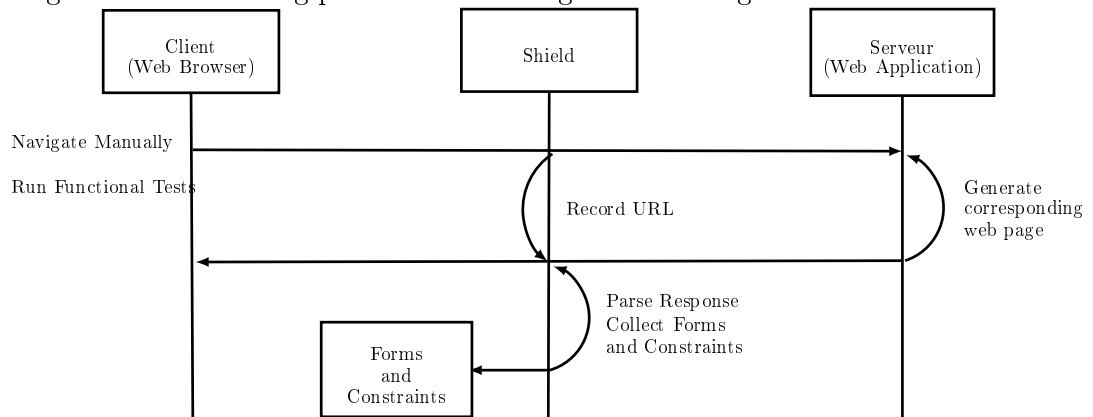 Client
(Web Browser)
Shield
Serveur
(Web Application)
Navigate Manually
Run Functional Tests
Record URL
Generate
corresponding
web page
Parse Response
Collect Forms
and Constraints
Forms
and
Constraints